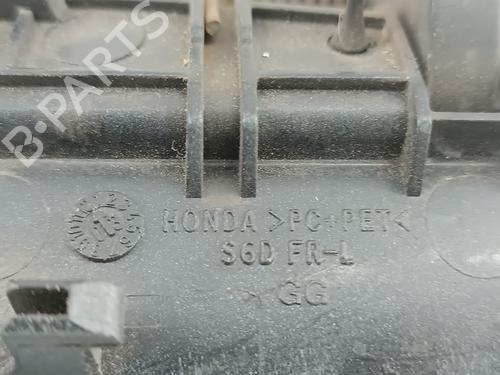 B-PARTS
HONDA >PC+PET<
S6D FR-L
GG